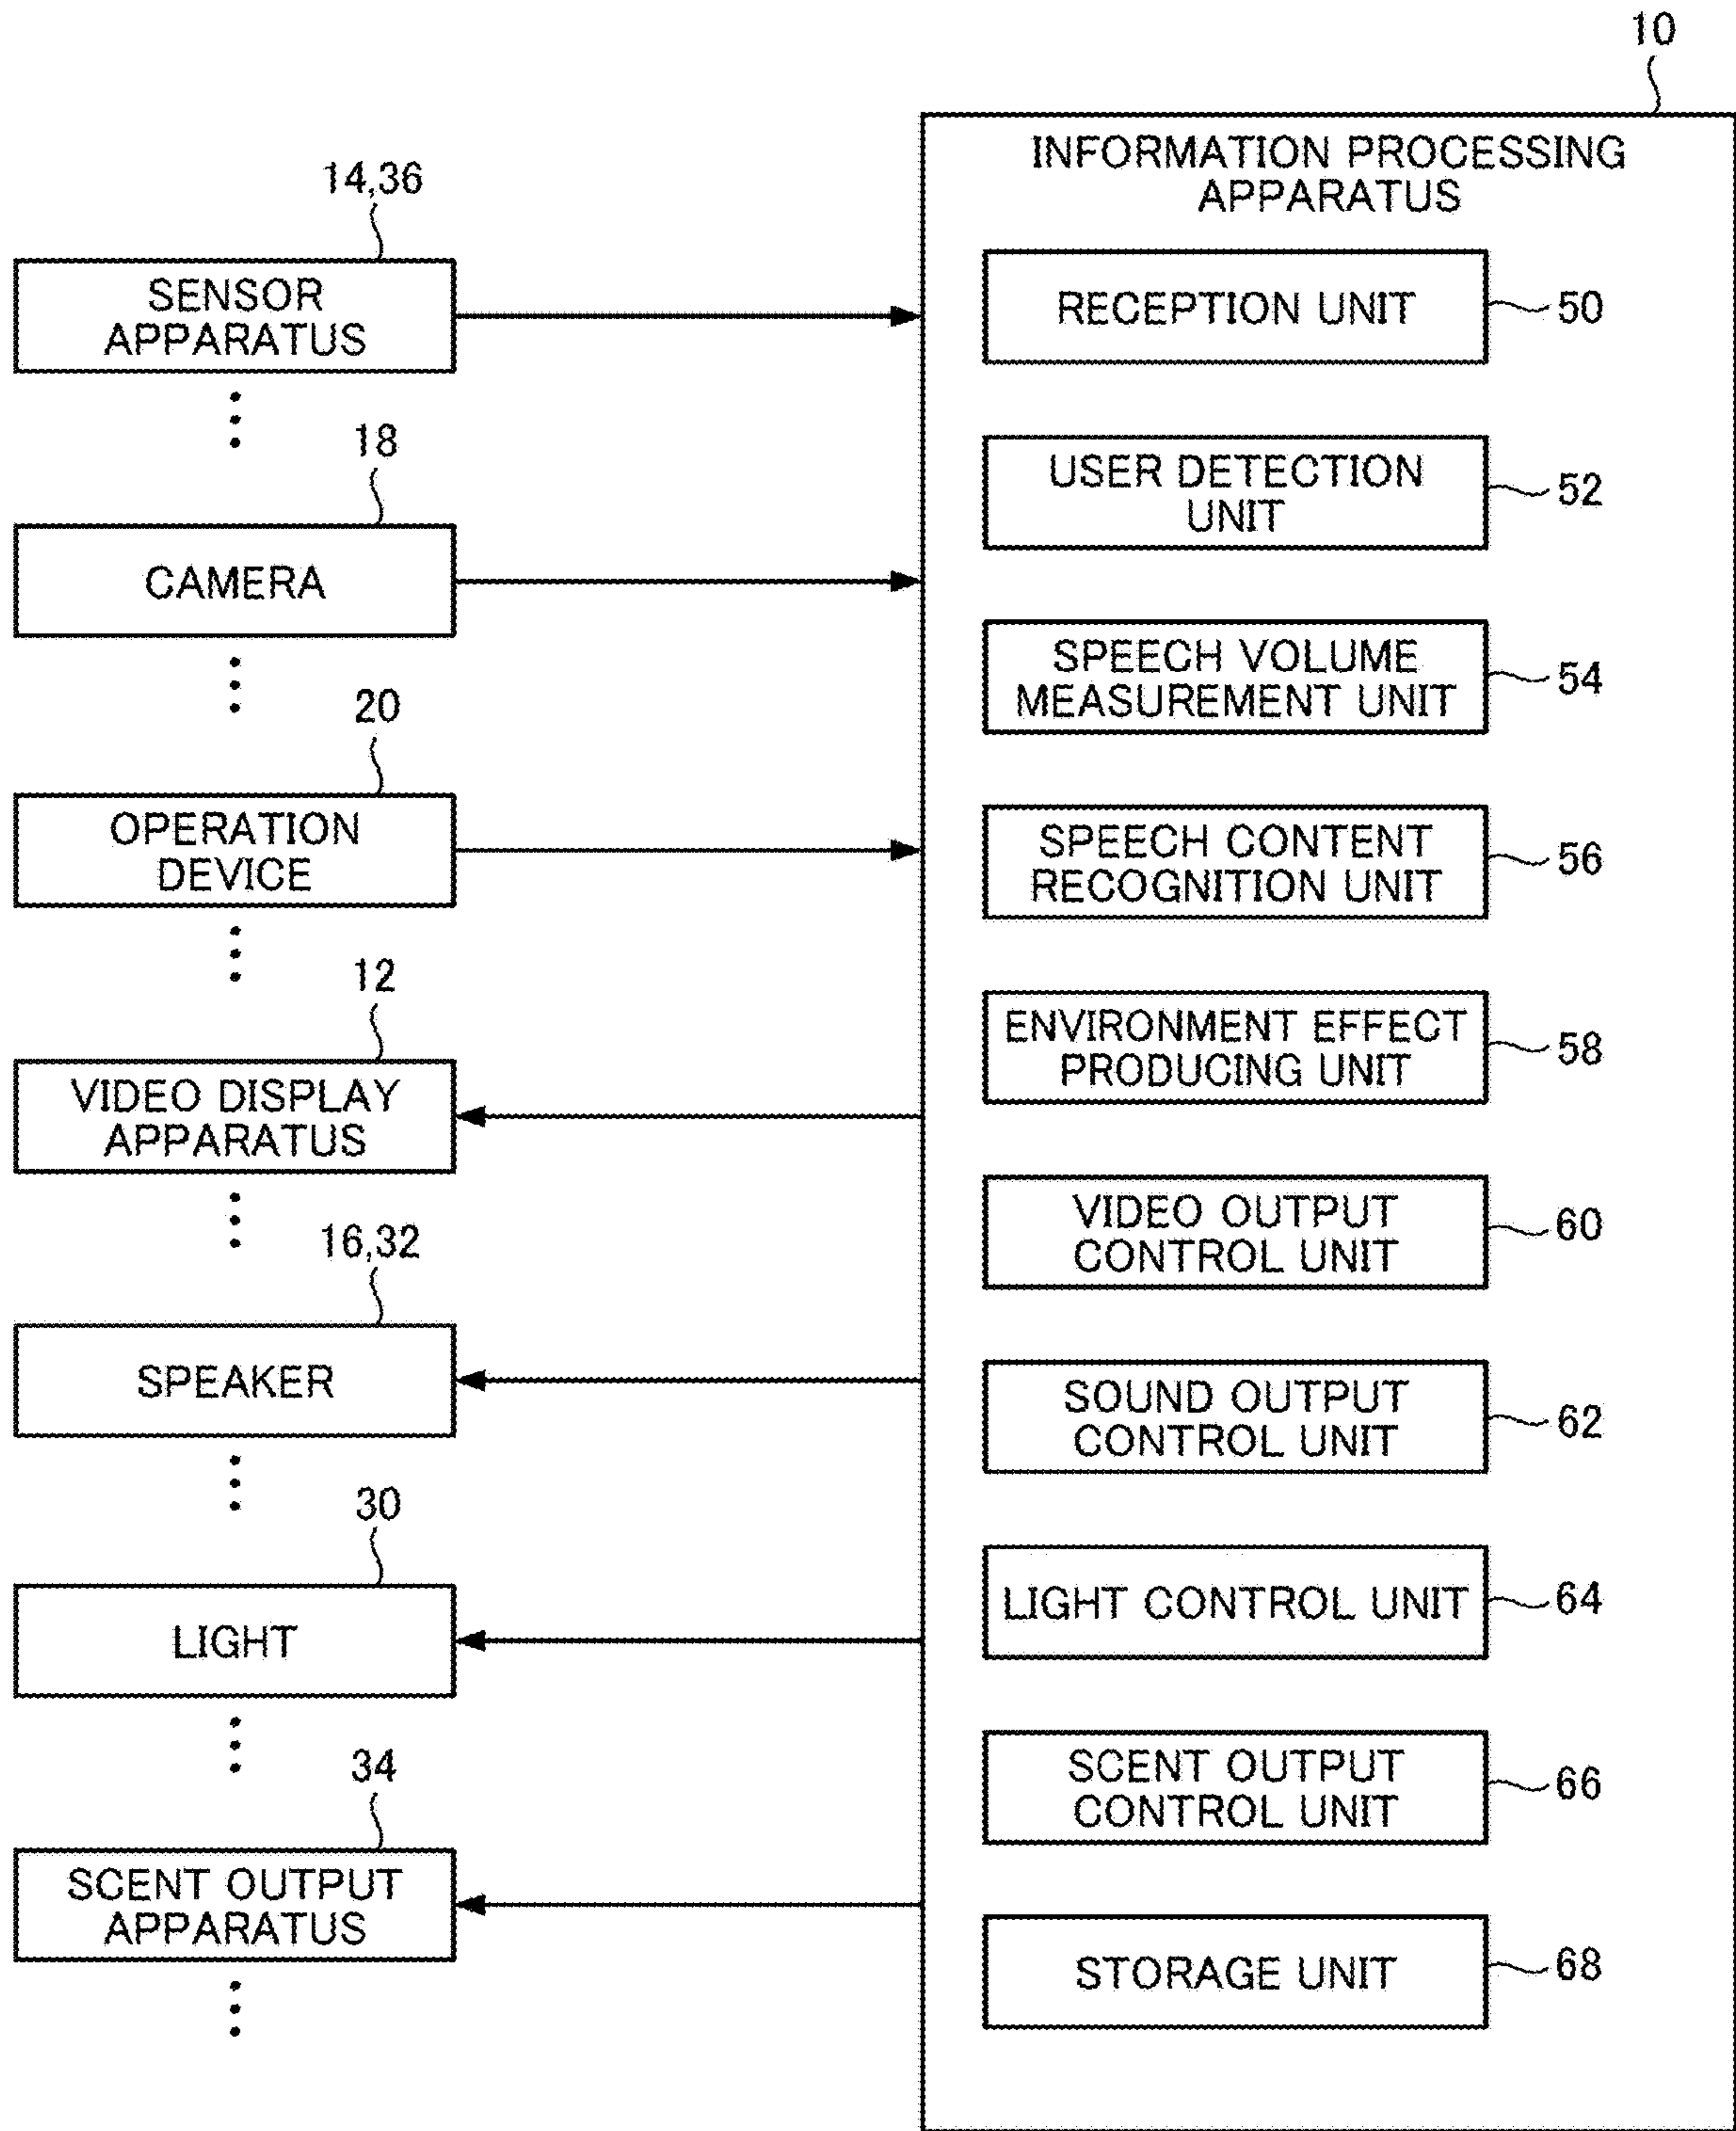 10
INFORMATION PROCESSING
APPARATUS
14,36
SENSOR
APPARATUS
18
CAMERA
20
OPERATION
DEVICE
12
VIDEO DISPLAY
APPARATUS
16,32
SPEAKER
30
LIGHT
34
SCENT OUTPUT
APPARATUS
RECEPTION UNIT
50
USER DETECTION
UNIT
52
SPEECH VOLUME
MEASUREMENT UNIT
54
SPEECH CONTENT
RECOGNITION UNIT
56
ENVIRONMENT EFFECT
PRODUCING UNIT
58
VIDEO OUTPUT
CONTROL UNIT
60
SOUND OUTPUT
CONTROL UNIT
62
LIGHT CONTROL UNIT
64
SCENT OUTPUT
CONTROL UNIT
66
STORAGE UNIT
68